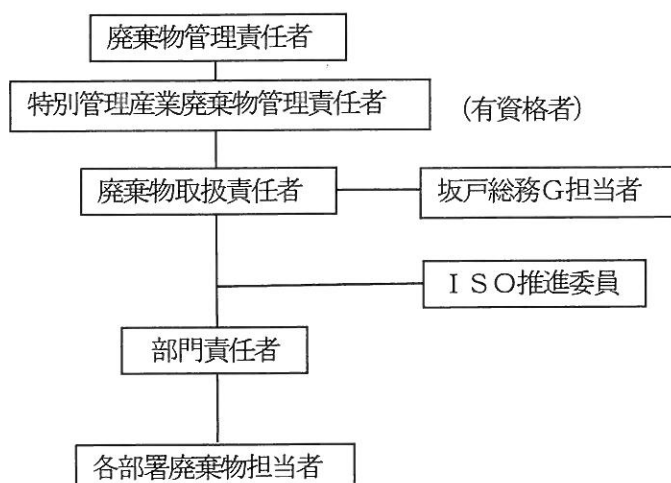 廃棄物管理責任者
特別管理産業廃棄物管理責任者 (有資格者)
廃棄物取扱責任者
坂戸総務G担当者
ISO推進委員
部門責任者
各部署廃棄物担当者